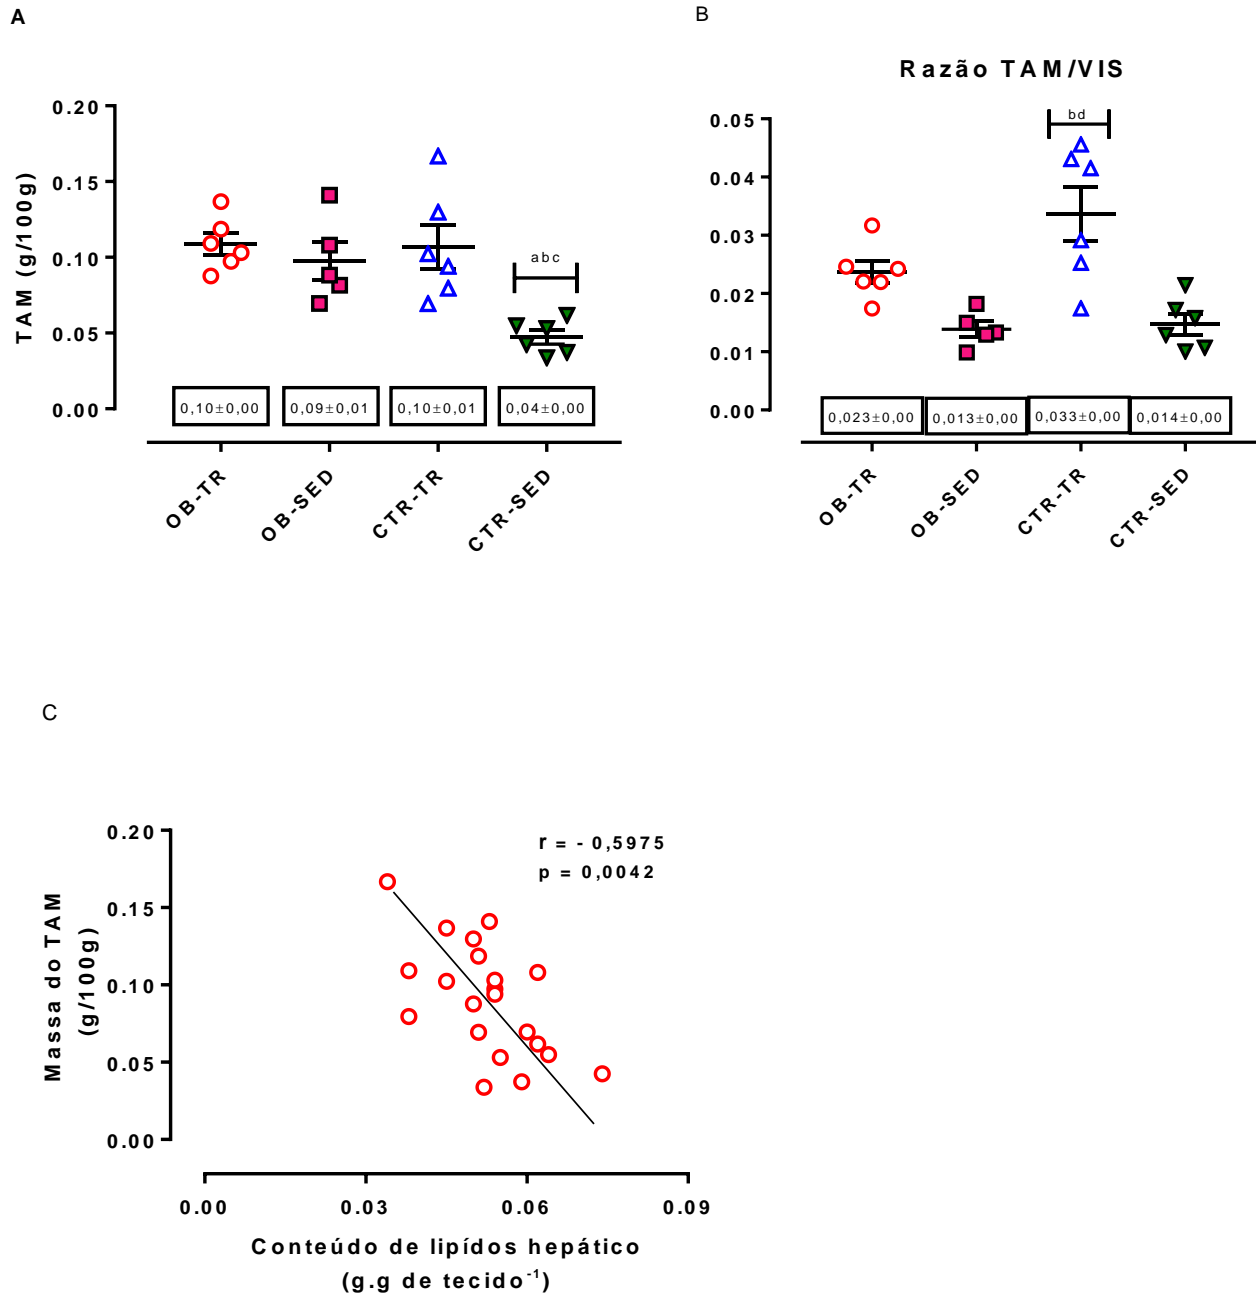 A
TAM (g/100g)
0.20
0.15
0.10
0.05
0.00
abc
0,10±0,00
0,09±0,01
0,10±0,01
0,04±0,00
OB-TR
OB-SED
CTR-TR
CTR-SED
B
Razão TAM/VIS
0.05
0.04
0.03
0.02
0.01
0.00
bd
0,023±0,00
0,013±0,00
0,033±0,00
0,014±0,00
OB-TR
OB-SED
CTR-TR
CTR-SED
C
Massa do TAM
(g/100g)
0.20
0.15
0.10
0.05
0.00
r = - 0,5975
p = 0,0042
0.00
0.03
0.06
0.09
Conteúdo de lipídos hepático
(g.g de tecido⁻¹)